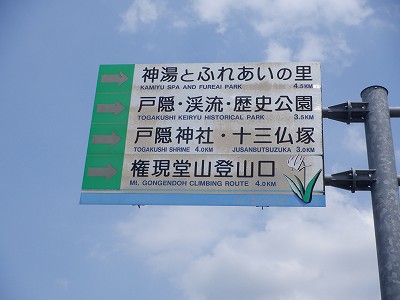 神湯とふれあいの里
KAMIYU SPA AND FUREAI PARK 4.5KM
戸隠・渓流・歴史公園
TOGAKUSHI KEIRYU HISTORICAL PARK 3.5KM
戸隠神社・十三仏塚
TOGAKUSHI SHRINE 4.0KM JUSANBUTSUZUKA 3.0KM
権現堂山登山口
Mt. GONGENDOH CLIMBING ROUTE 4.0KM